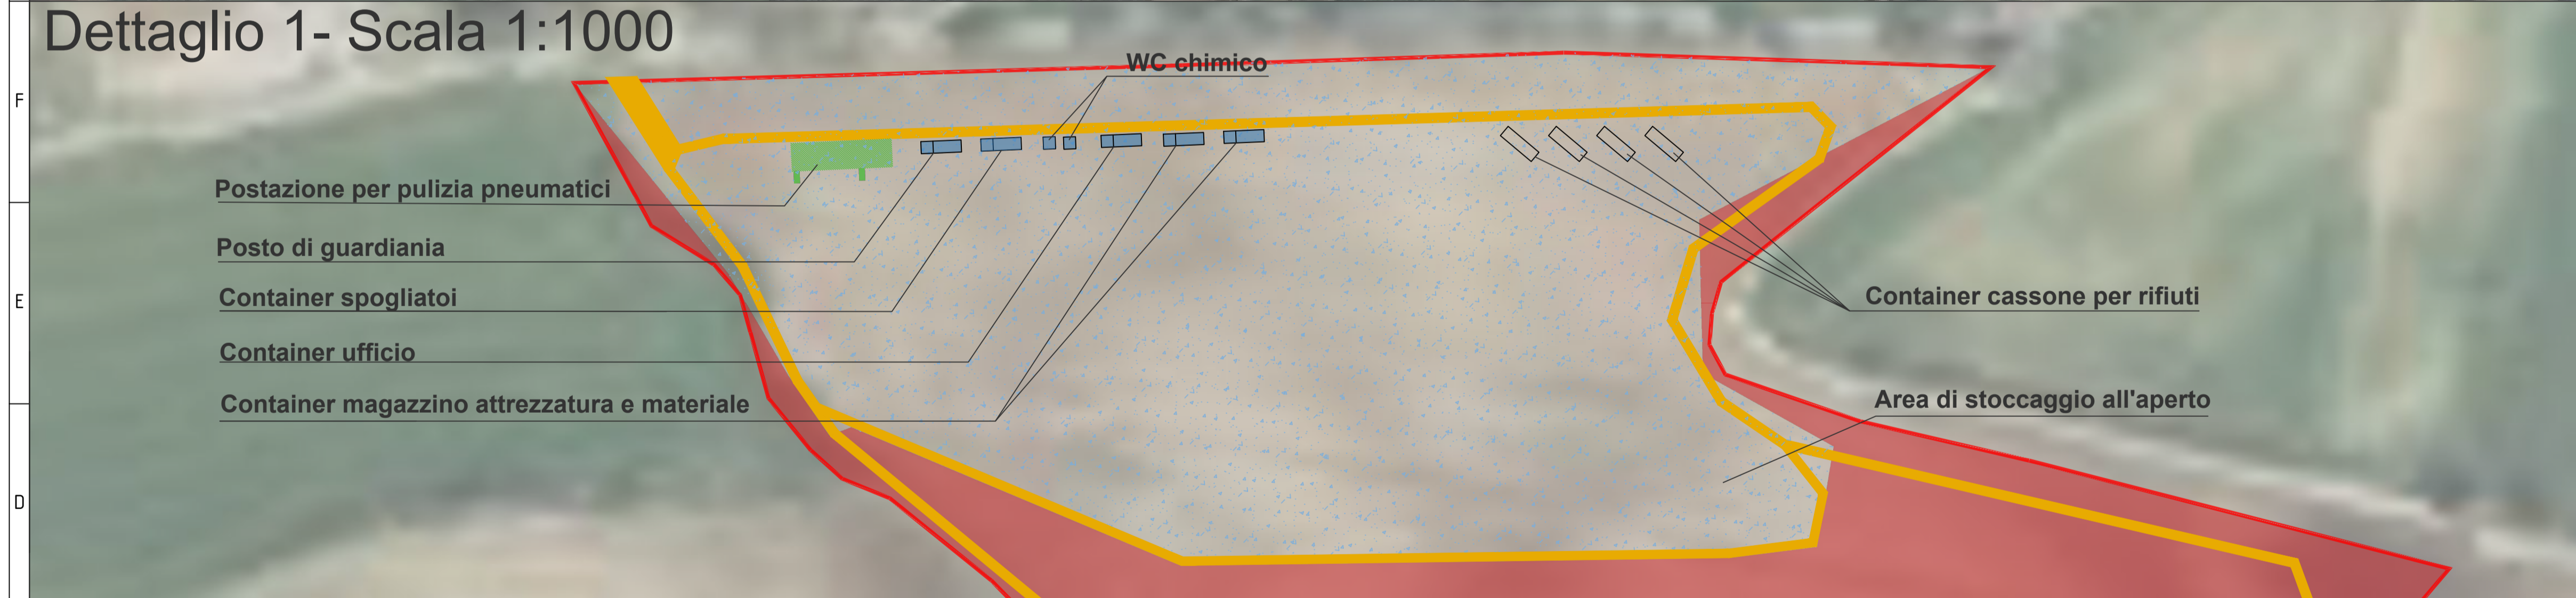 Dettaglio 1- Scala 1:1000
WC chimico
F
Postazione per pulizia pneumatici
Posto di guardiania
E
Container spogliatoi
Container cassone per rifiuti
Container ufficio
Container magazzino attrezzatura e materiale
Area di stoccaggio all'aperto
D